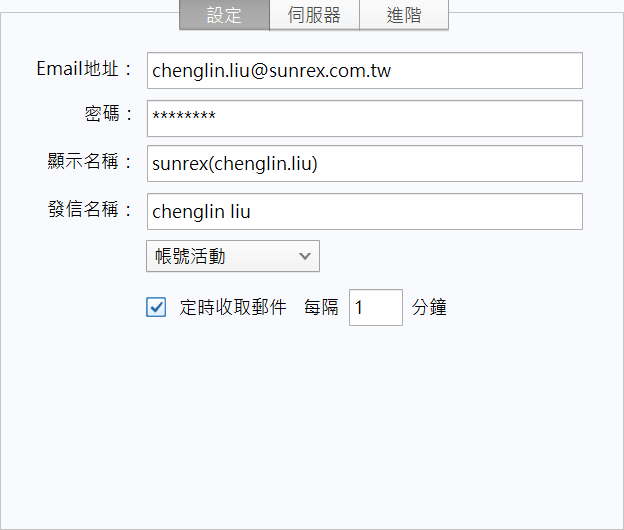 設定 伺服器 進階
Email地址： chenglin.liu@sunrex.com.tw
密碼： ********
顯示名稱： sunrex(chenglin.liu)
發信名稱： chenglin liu
帳號活動
定時收取郵件 每隔 1 分鐘